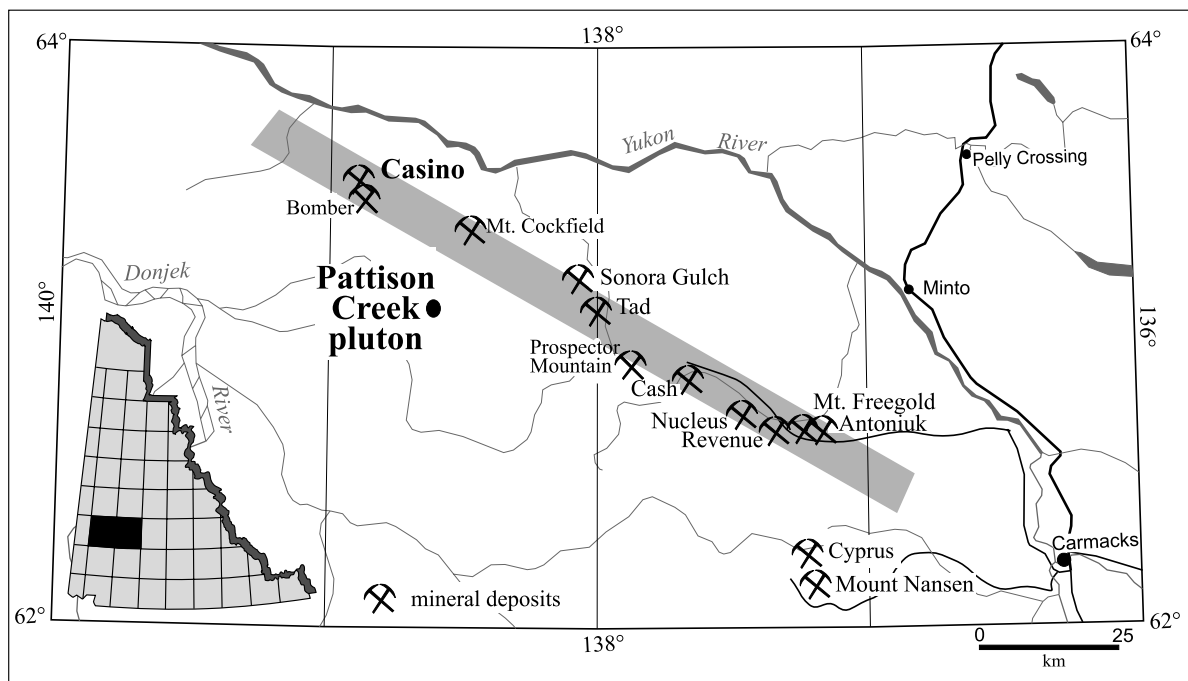 64°
138°
64°
Yukon
River
Pelly Crossing
Casino
Bomber
Mt. Cockfield
Donjek
River
Pattison
Creek
pluton
Sonora Gulch
Tad
Minto
140°
136°
Prospector
Mountain
Cash
Mt. Freegold
Nucleus
Antoniuk
Revenue
Cyprus
Carmacks
Mount Nansen
mineral deposits
62°
138°
62°
0
25
km